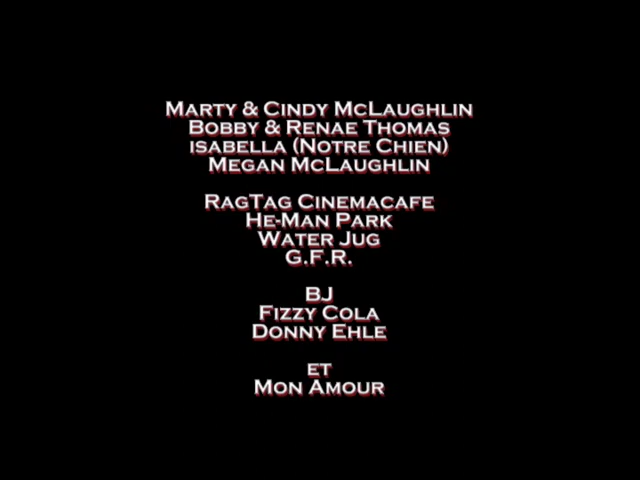 Marty & Cindy McLaughlin
Bobby & Renae Thomas
isabella (Notre Chien)
Megan McLaughlin
RagTag Cinemacafe
He-Man Park
Water Jug
G.F.R.
BJ
Fizzy Cola
Donny Ehle
et
Mon Amour